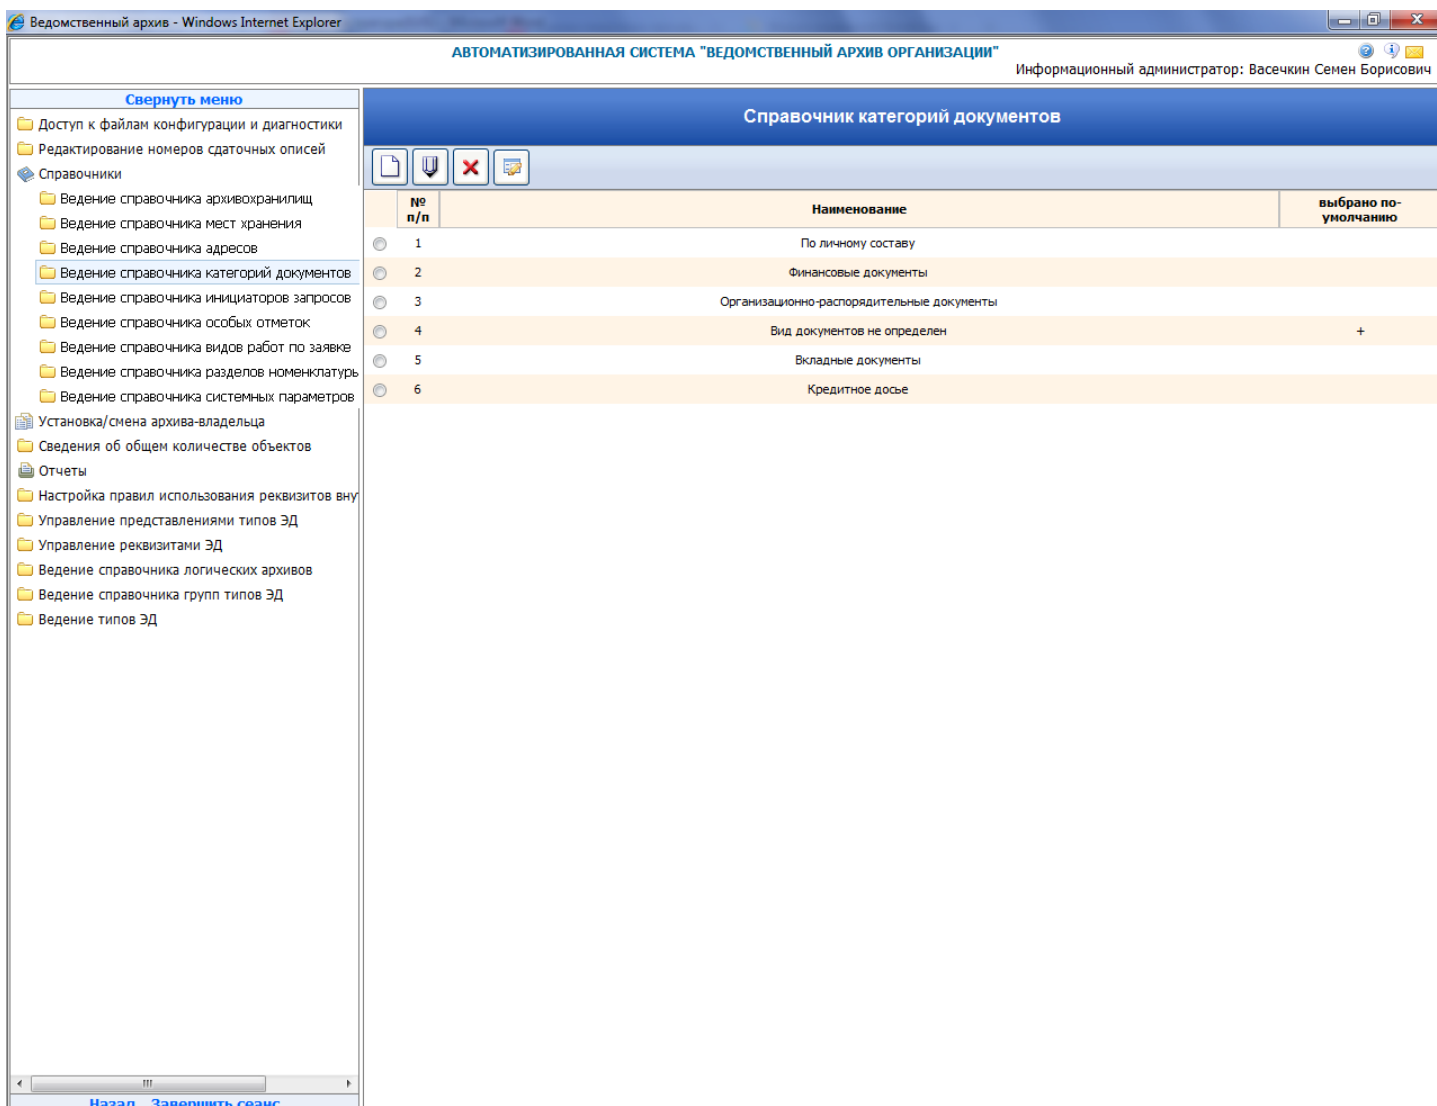 Ведомственный архив - Windows Internet Explorer
АВТОМАТИЗИРОВАННАЯ СИСТЕМА "ВЕДОМСТВЕННЫЙ АРХИВ ОРГАНИЗАЦИИ"
Информационный администратор: Васечкин Семен Борисович
Свернуть меню
Доступ к файлам конфигурации и диагностики
Редактирование номеров сдаточных описей
Справочники
Ведение справочника архивохранилищ
Ведение справочника мест хранения
Ведение справочника адресов
Ведение справочника категорий документов
Ведение справочника инициаторов запросов
Ведение справочника особых отметок
Ведение справочника видов работ по заявке
Ведение справочника разделов номенклатуры
Ведение справочника системных параметров
Установка/смена архива-владельца
Сведения об общем количестве объектов
Отчеты
Настройка правил использования реквизитов вну
Управление представлениями типов ЭД
Управление реквизитами ЭД
Ведение справочника логических архивов
Ведение справочника групп типов ЭД
Ведение типов ЭД
Назад Завершить сеанс
Справочник категорий документов
№ п/п Наименование выбрано по-умолчанию
1 По личному составу
2 Финансовые документы
3 Организационно-распорядительные документы
4 Вид документов не определен +
5 Вкладные документы
6 Кредитное досье